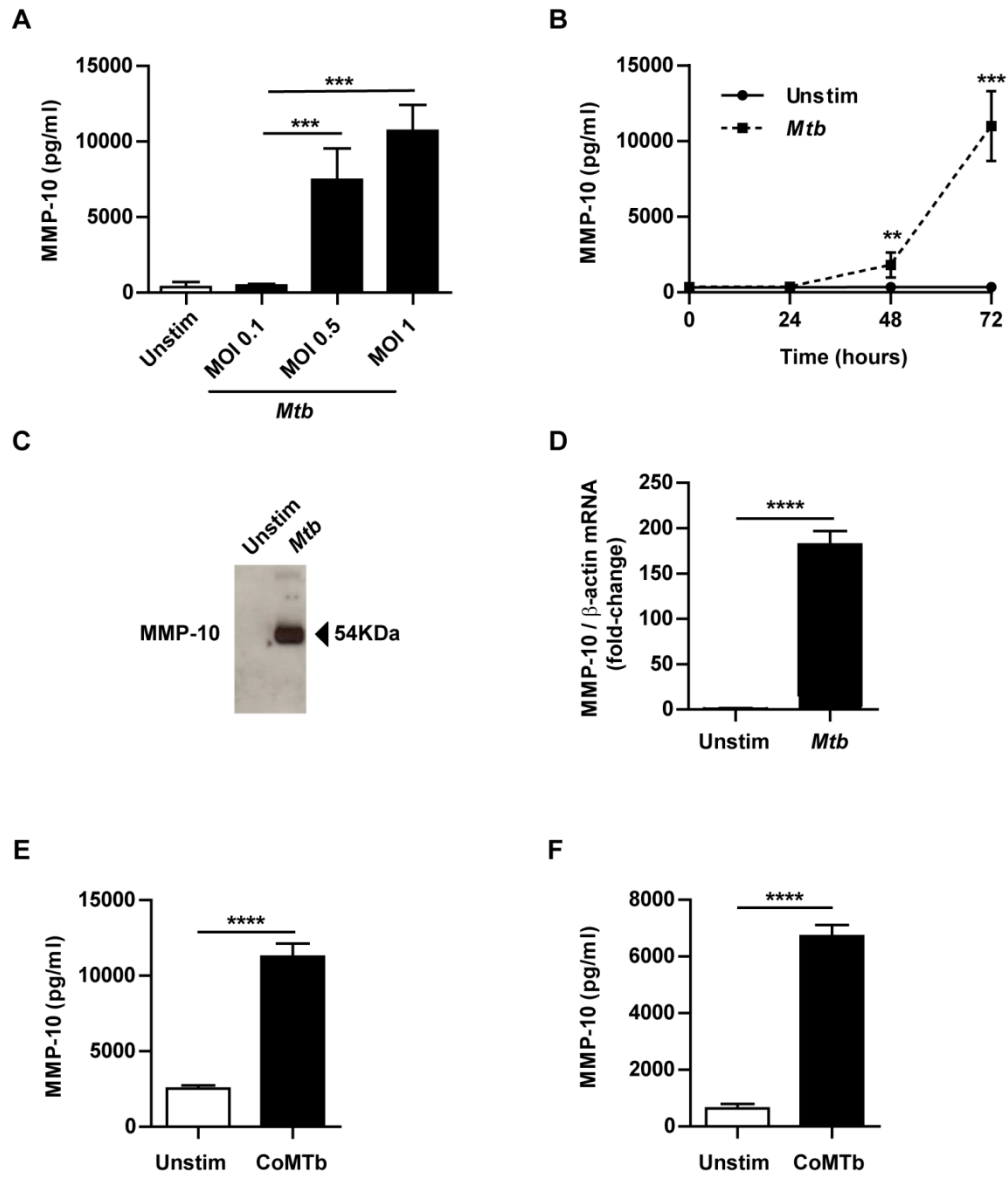 A
15000
10000
5000
0
MMP-10 (pg/ml)
***
***
Unstim
MOI 0.1
MOI 0.5
MOI 1
Mtb
B
15000
10000
5000
0
MMP-10 (pg/ml)
Unstim
Mtb
**
***
0 24 48 72
Time (hours)
C
Unstim
Mtb
MMP-10
54KDa
D
250
200
150
100
50
0
MMP-10 / β-actin mRNA
(fold-change)
****
Unstim Mtb
E
15000
10000
5000
0
MMP-10 (pg/ml)
****
Unstim CoMTb
F
8000
6000
4000
2000
0
MMP-10 (pg/ml)
****
Unstim CoMTb